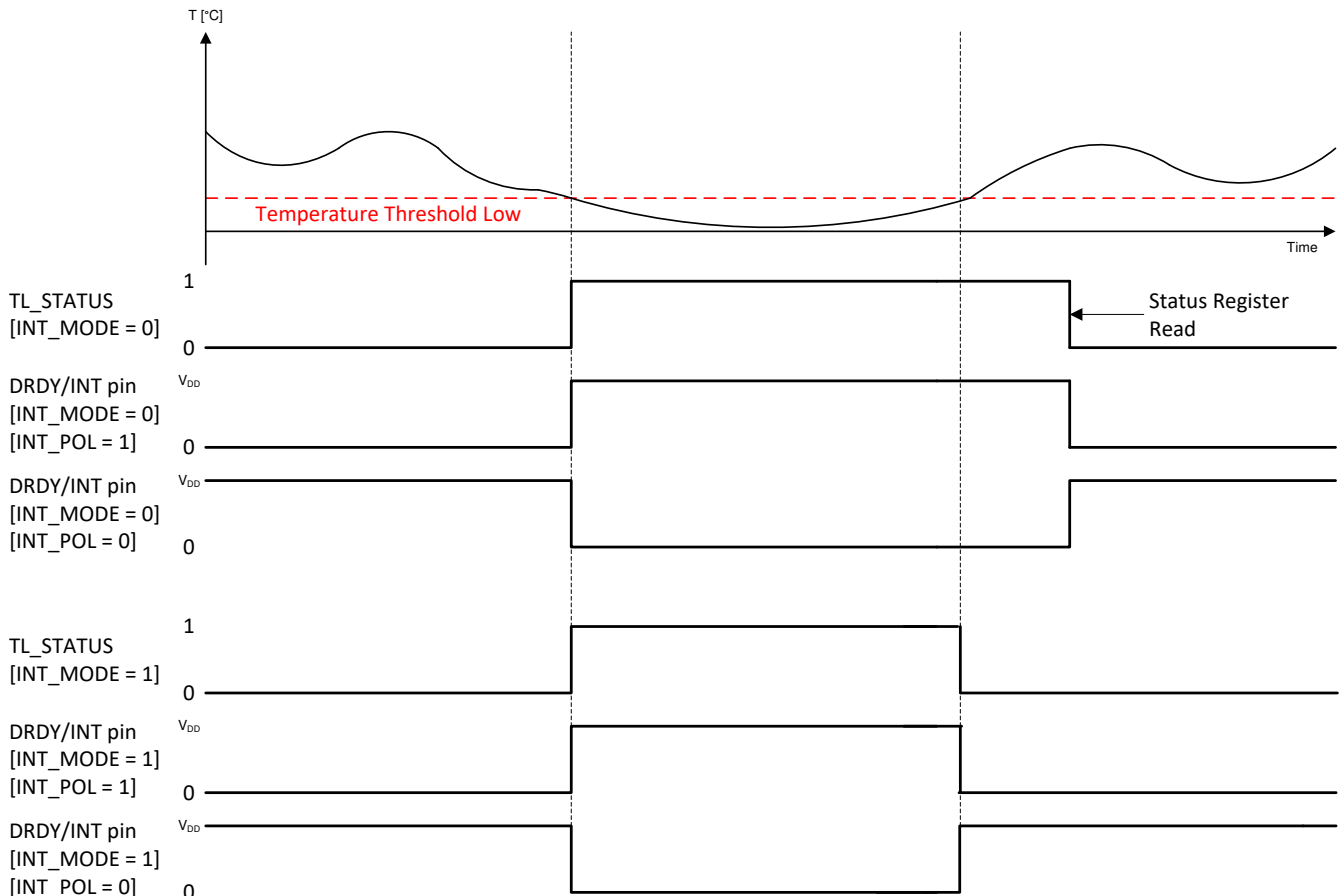 T [°C]
Temperature Threshold Low
Time
1
TL_STATUS
[INT_MODE = 0]
0
Status Register
Read
DRDY/INT pin
[INT_MODE = 0]
[INT_POL = 1]
VDD
0
DRDY/INT pin
[INT_MODE = 0]
[INT_POL = 0]
VDD
0
1
TL_STATUS
[INT_MODE = 1]
0
DRDY/INT pin
[INT_MODE = 1]
[INT_POL = 1]
VDD
0
DRDY/INT pin
[INT_MODE = 1]
[INT_POL = 0]
VDD
0